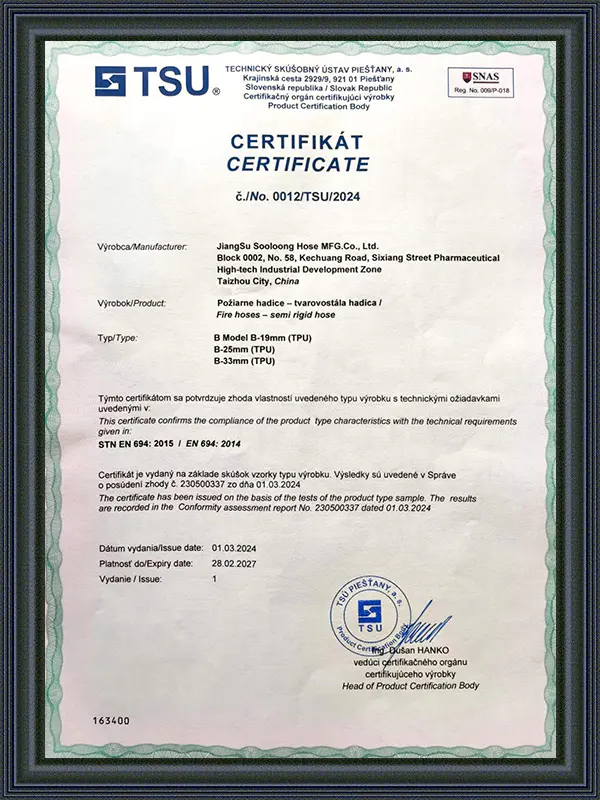 TSU®
TECHNICKÝ SKÚŠOBNÝ ÚSTAV PIEŠŤANY, a. s.
Krajinská cesta 2929/9, 921 01 Piešťany
Slovenská republika / Slovak Republic
Certifikačný orgán certifikujúci výrobky
Product Certification Body
SNAS
Reg. No. 009/P-018
CERTIFIKÁT
CERTIFICATE
č./No. 0012/TSU/2024
Výrobca/Manufacturer: JiangSu Sooloong Hose MFG.Co., Ltd.
Block 0002, No. 58, Kechuang Road, Sixiang Street Pharmaceutical
High-tech Industrial Development Zone
Taizhou City, China
Výrobok/Product: Požiarne hadice – tvarovostála hadica /
Fire hoses – semi rigid hose
Typ/Type: B Model B-19mm (TPU)
B-25mm (TPU)
B-33mm (TPU)
Týmto certifikátom sa potvrdzuje zhoda vlastností uvedeného typu výrobku s technickými ožiadavkami
uvedenými v:
This certificate confirms the compliance of the product type characteristics with the technical requirements
given in:
STN EN 694: 2015 / EN 694: 2014
Certifikát je vydaný na základe skúšok vzorky typu výrobku. Výsledky sú uvedené v Správe
o posúdení zhody č. 230500337 zo dňa 01.03.2024
The certificate has been issued on the basis of the tests of the product type sample. The results
are recorded in the Conformity assessment report No. 230500337 dated 01.03.2024
Dátum vydania/Issue date: 01.03.2024
Platnosť do/Expiry date: 28.02.2027
Vydanie / Issue: 1
TSÚ PIEŠŤANY, a. s.
TSU
Product Certification Body
Ing. Dušan HANKO
vedúci certifikačného orgánu
certifikujúceho výrobky
Head of Product Certification Body
163400